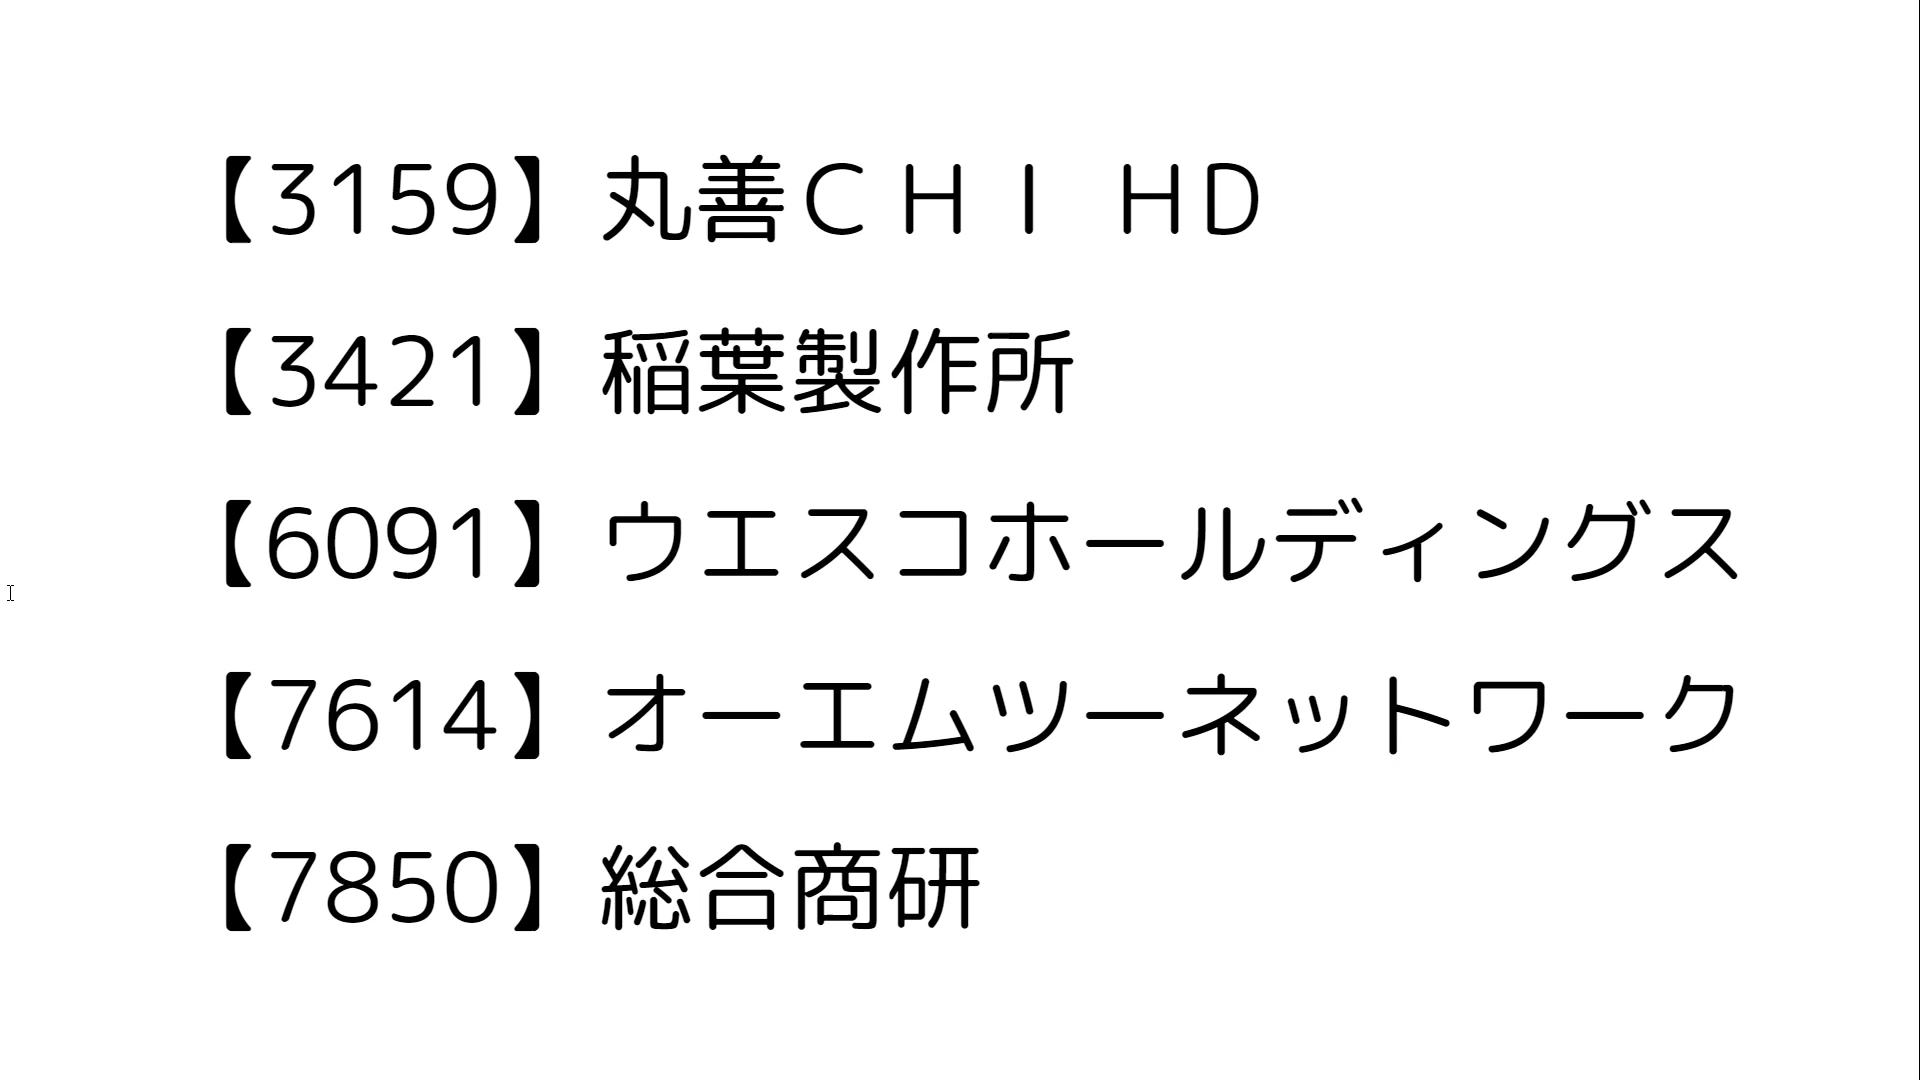 【3159】丸善ＣＨＩ HD
【3421】稲葉製作所
【6091】ウエスコホールディングス
【7614】オーエムツーネットワーク
【7850】総合商研